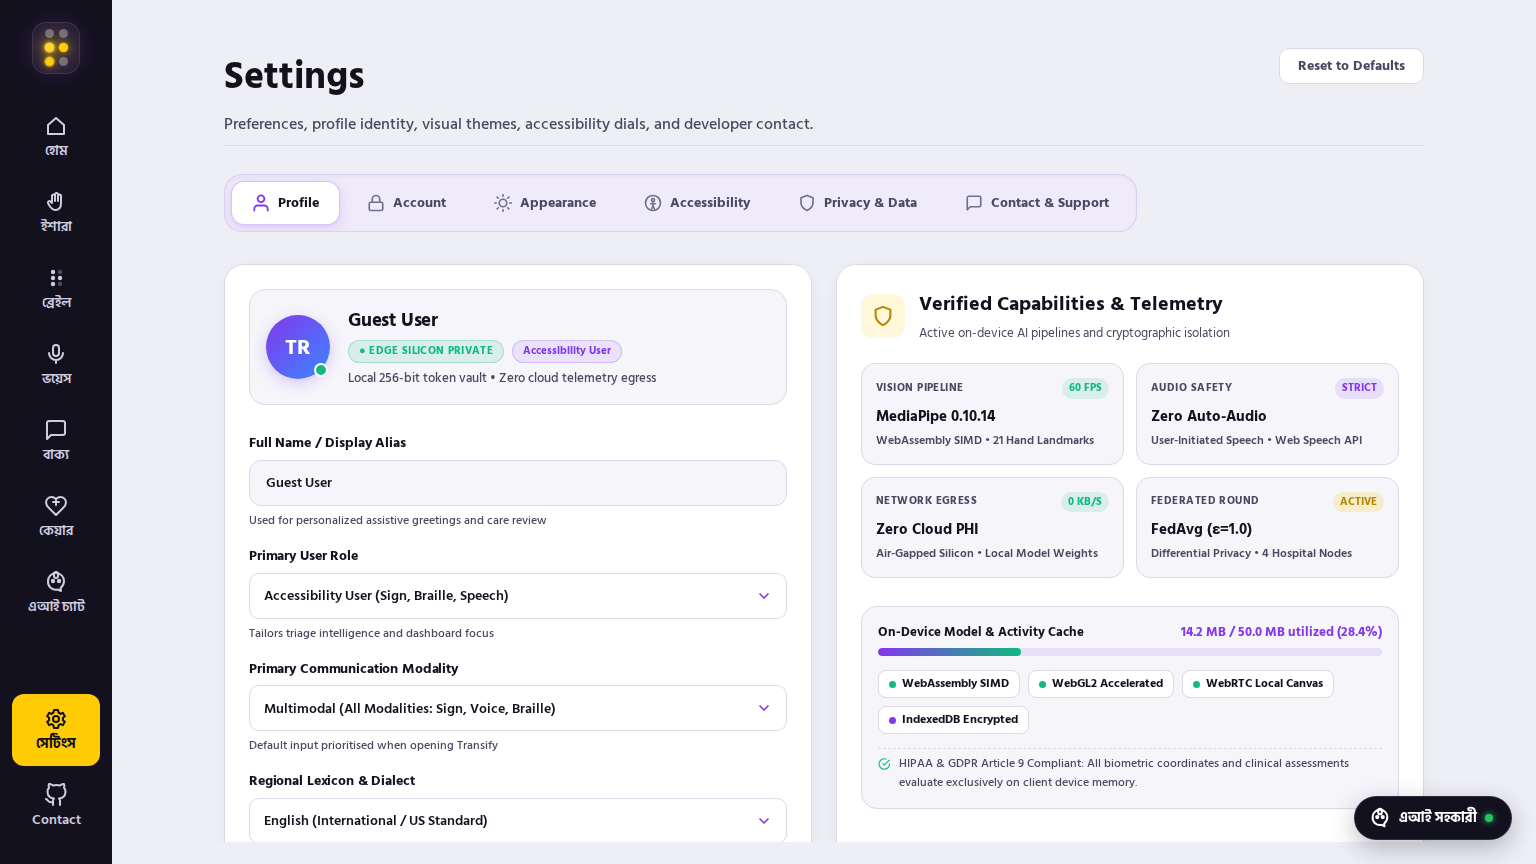 হোম
ইশারা
ব্রেইল
ভয়েস
বাক্য
কেয়ার
এআই চ্যাট
সেটিংস
Contact
Settings
Reset to Defaults
Preferences, profile identity, visual themes, accessibility dials, and developer contact.
Profile
Account
Appearance
Accessibility
Privacy & Data
Contact & Support
TR
Guest User
• EDGE SILICON PRIVATE
Accessibility User
Local 256-bit token vault • Zero cloud telemetry egress
Full Name / Display Alias
Guest User
Used for personalized assistive greetings and care review
Primary User Role
Accessibility User (Sign, Braille, Speech)
Tailors triage intelligence and dashboard focus
Primary Communication Modality
Multimodal (All Modalities: Sign, Voice, Braille)
Default input prioritised when opening Transify
Regional Lexicon & Dialect
English (International / US Standard)
Verified Capabilities & Telemetry
Active on-device AI pipelines and cryptographic isolation
VISION PIPELINE
60 FPS
MediaPipe 0.10.14
WebAssembly SIMD • 21 Hand Landmarks
AUDIO SAFETY
STRICT
Zero Auto-Audio
User-Initiated Speech • Web Speech API
NETWORK EGRESS
0 KB/S
Zero Cloud PHI
Air-Gapped Silicon • Local Model Weights
FEDERATED ROUND
ACTIVE
FedAvg (ε=1.0)
Differential Privacy • 4 Hospital Nodes
On-Device Model & Activity Cache
14.2 MB / 50.0 MB utilized (28.4%)
WebAssembly SIMD
WebGL2 Accelerated
WebRTC Local Canvas
IndexedDB Encrypted
HIPAA & GDPR Article 9 Compliant: All biometric coordinates and clinical assessments
evaluate exclusively on client device memory.
এআই সহকারী